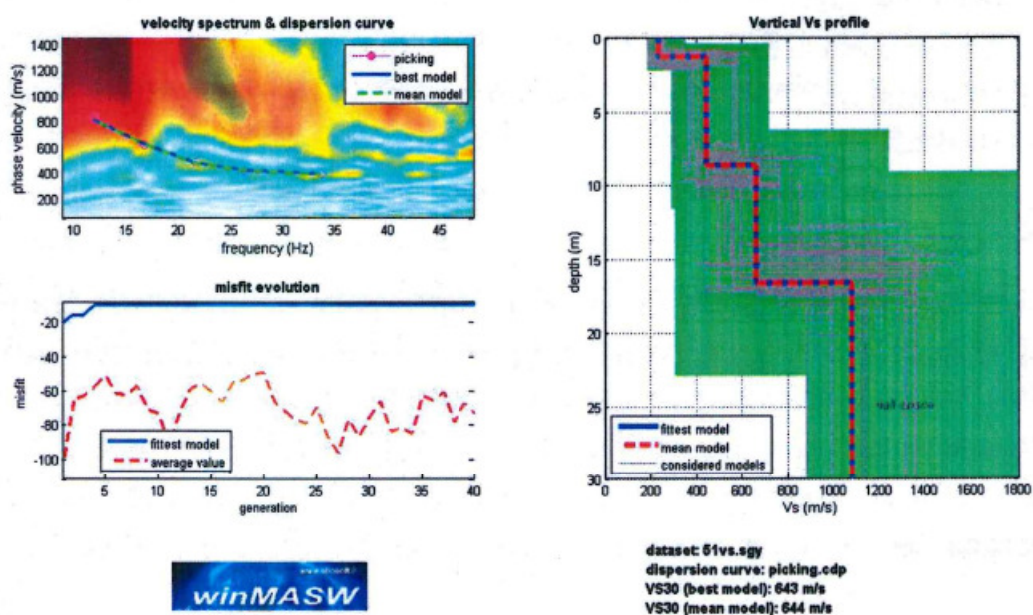 velocity spectrum & dispersion curve
1400
1200
1000
800
600
400
200
phase velocity (m/s)
picking
best model
mean model
10 15 20 25 30 35 40 45
frequency (Hz)
misfit evolution
-20
-40
-60
-80
-100
misfit
fittest model
average value
5 10 15 20 25 30 35 40
generation
winMASW
Vertical Vs profile
0
5
10
15
20
25
30
depth (m)
half-space
fittest model
mean model
considered models
0 200 400 600 800 1000 1200 1400 1600 1800
Vs (m/s)
dataset: 51vs.sgy
dispersion curve: picking.cdp
VS30 (best model): 643 m/s
VS30 (mean model): 644 m/s